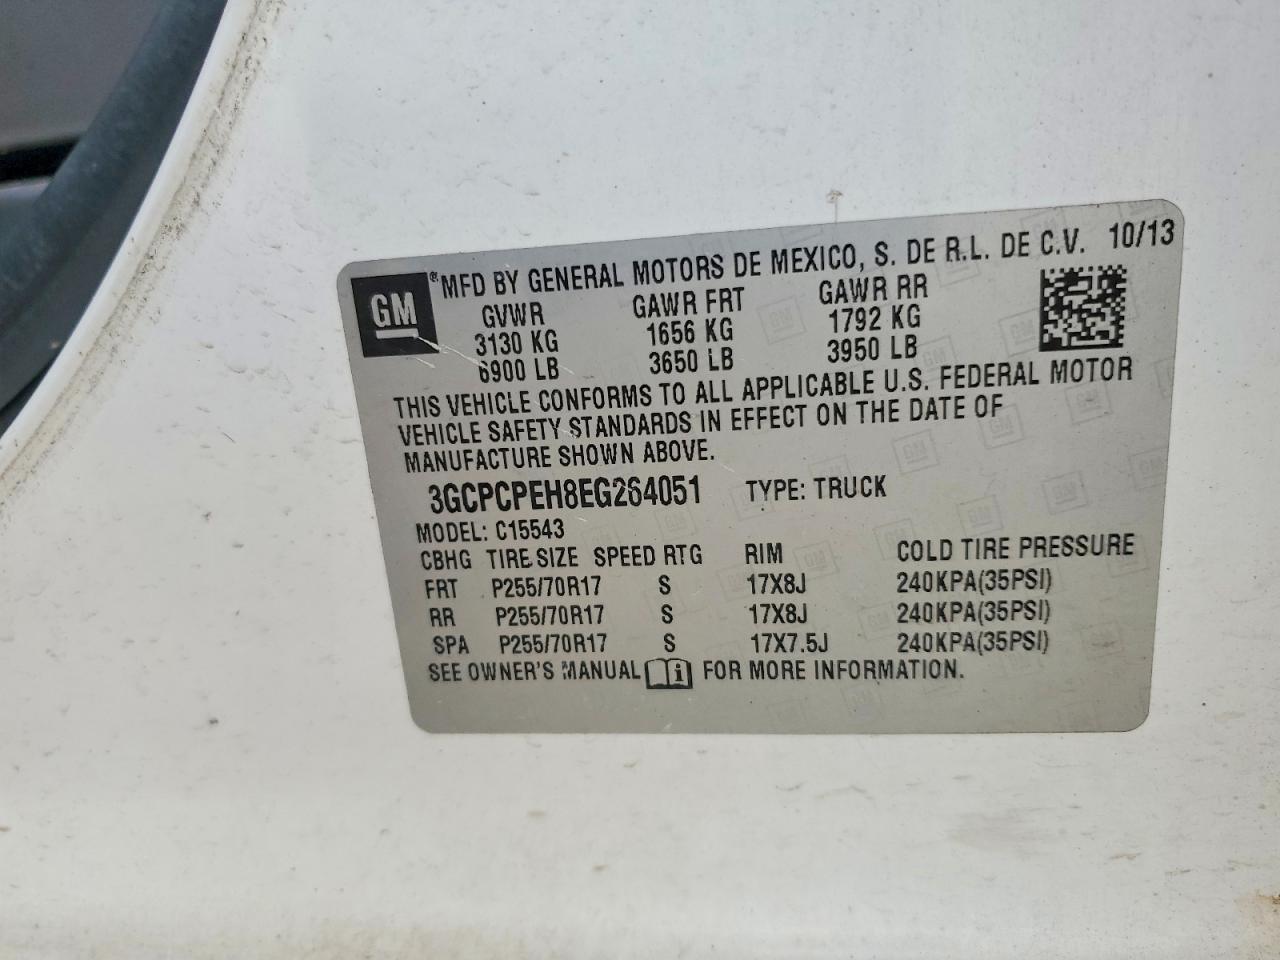 GM
® MFD BY GENERAL MOTORS DE MEXICO, S. DE R.L. DE C.V. 10/13
GVWR GAWR FRT GAWR RR
3130 KG 1656 KG 1792 KG
6900 LB 3650 LB 3950 LB
THIS VEHICLE CONFORMS TO ALL APPLICABLE U.S. FEDERAL MOTOR
VEHICLE SAFETY STANDARDS IN EFFECT ON THE DATE OF
MANUFACTURE SHOWN ABOVE.
3GCPCPEH8EG264051 TYPE: TRUCK
MODEL: C15543
CBHG TIRE SIZE SPEED RTG RIM COLD TIRE PRESSURE
FRT P255/70R17 S 17X8J 240KPA(35PSI)
RR P255/70R17 S 17X8J 240KPA(35PSI)
SPA P255/70R17 S 17X7.5J 240KPA(35PSI)
SEE OWNER'S MANUAL i FOR MORE INFORMATION.